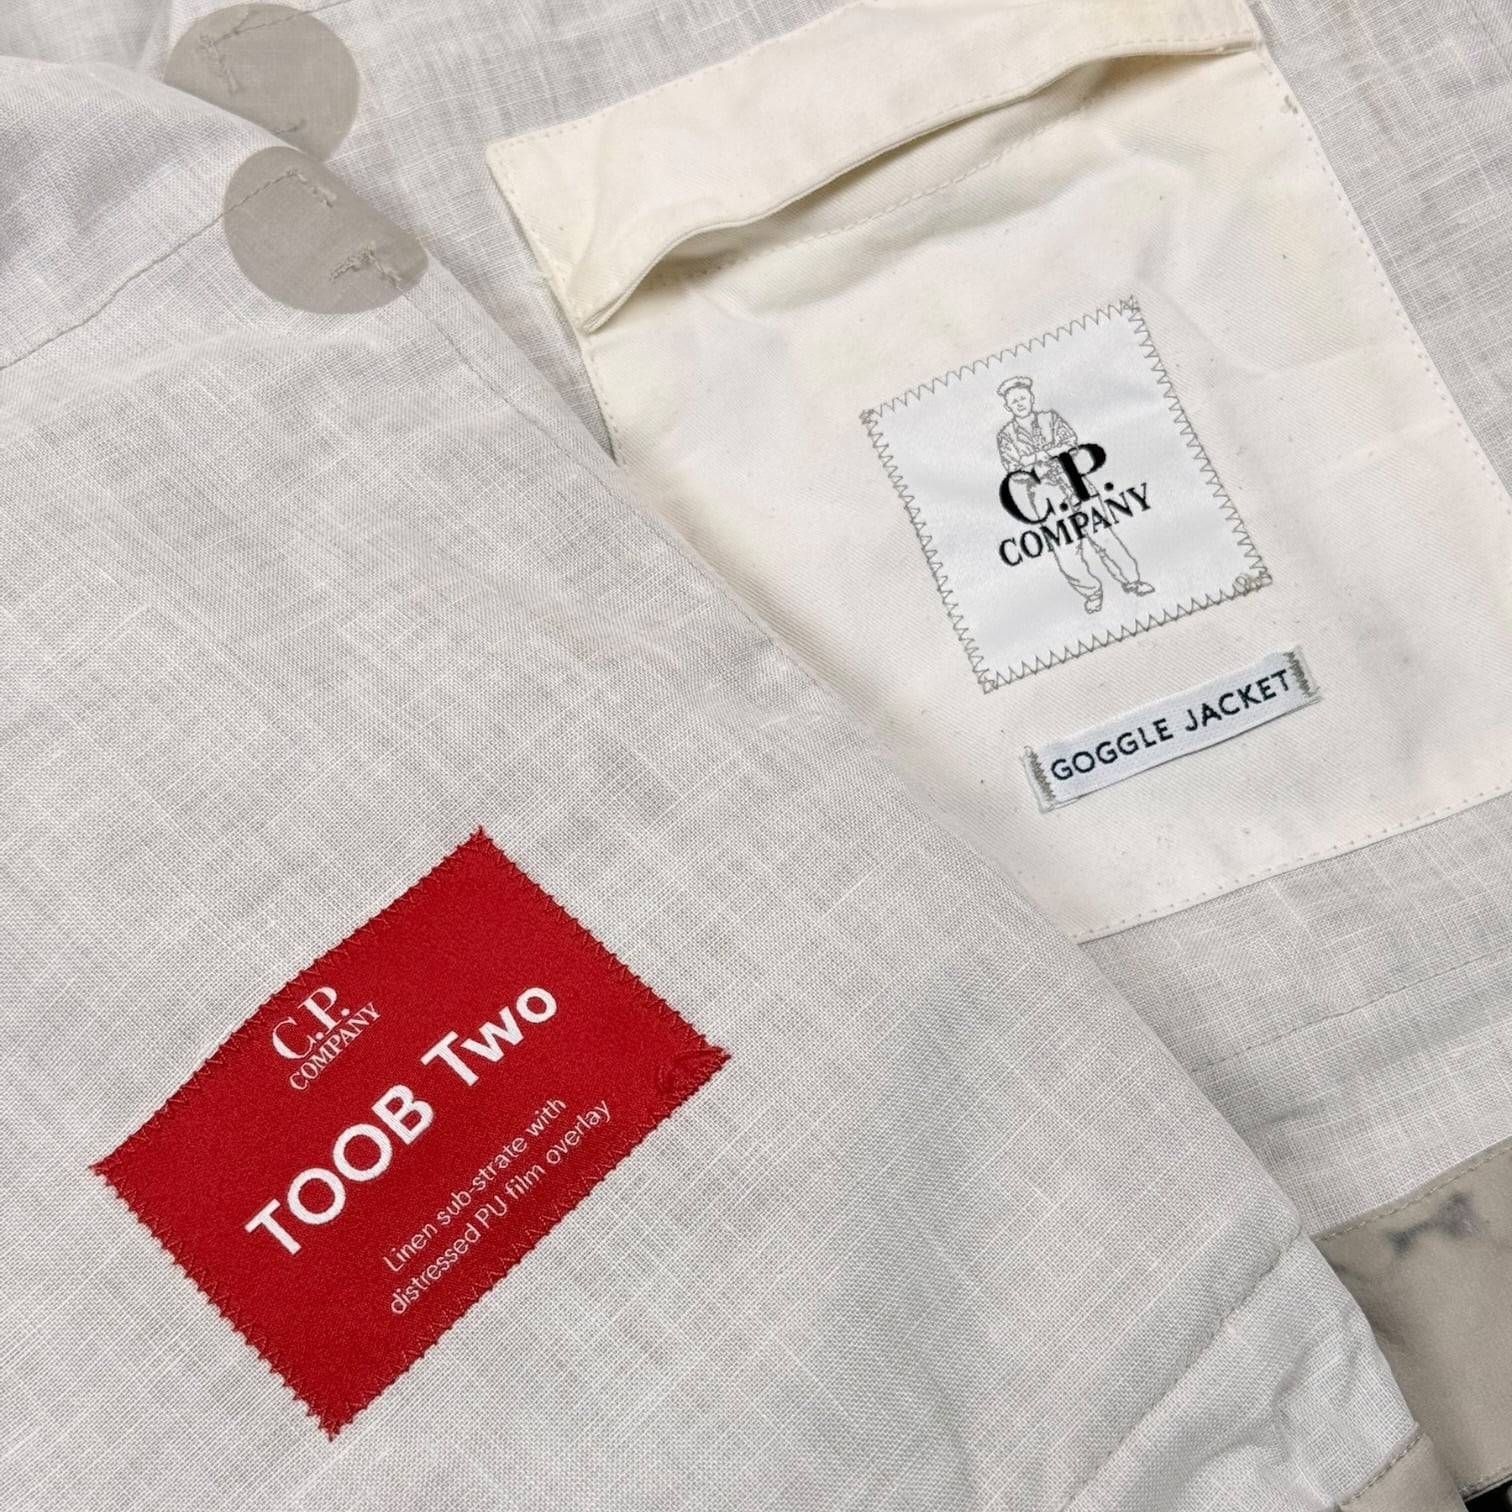 C.P.
COMPANY
GOGGLE JACKET
C.P.
COMPANY
TOOB Two
Linen sub-strate with
distressed PU film overlay